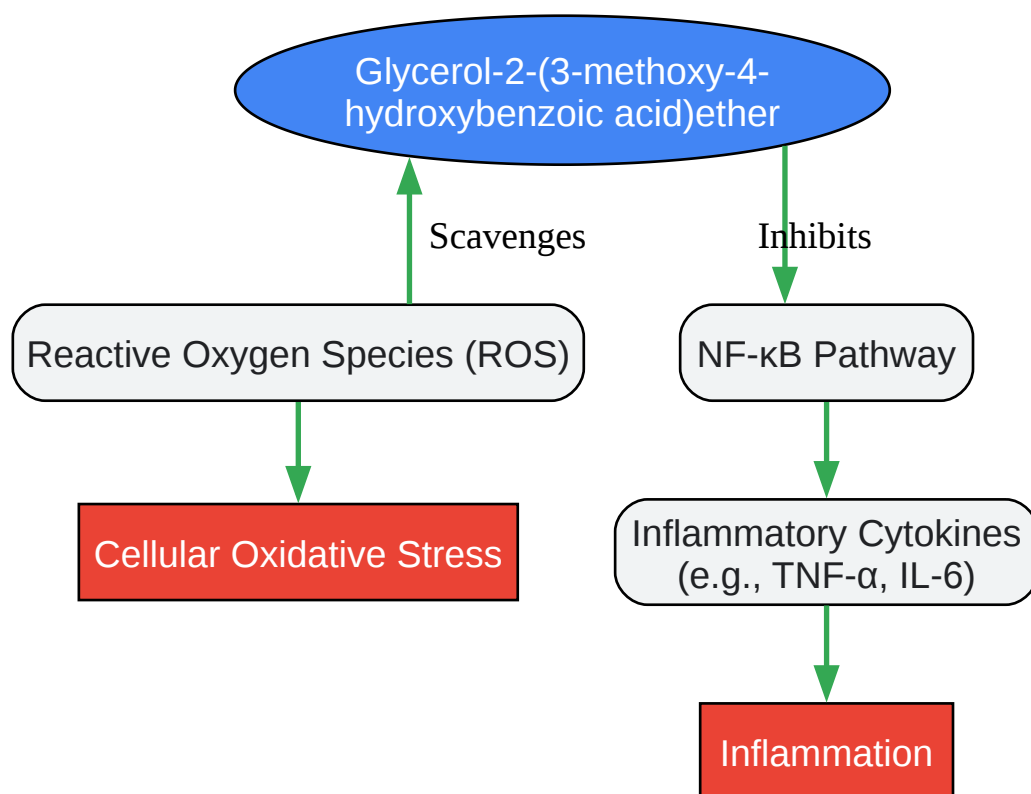 Glycerol-2-(3-methoxy-4-
hydroxybenzoic acid)ether
Scavenges
Inhibits
Reactive Oxygen Species (ROS)
NF-κB Pathway
Cellular Oxidative Stress
Inflammatory Cytokines
(e.g., TNF-α, IL-6)
Inflammation